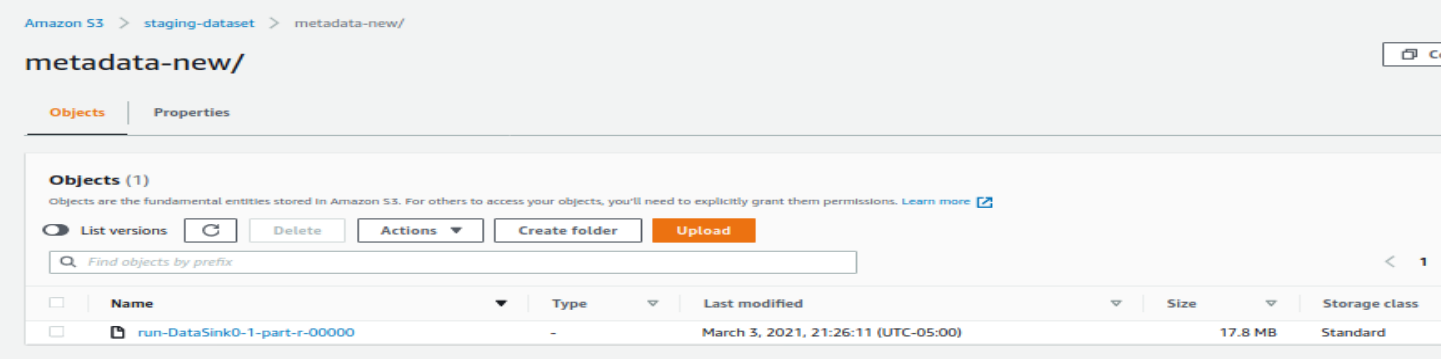 Amazon S3 > staging-dataset > metadata-new/
metadata-new/
Objects Properties
Objects (1)
Objects are the fundamental entities stored in Amazon S3. For others to access your objects, you'll need to explicitly grant them permissions. Learn more
List versions Delete Actions Create folder Upload
Find objects by prefix
< 1
Name Type Last modified Size Storage class
run-DataSink0-1-part-r-00000 - March 3, 2021, 21:26:11 (UTC-05:00) 17.8 MB Standard